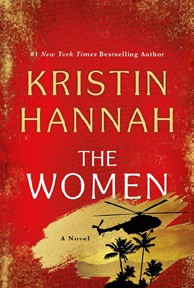 #1 New York Times Bestselling Author
KRISTIN
HANNAH
THE
WOMEN
A Novel